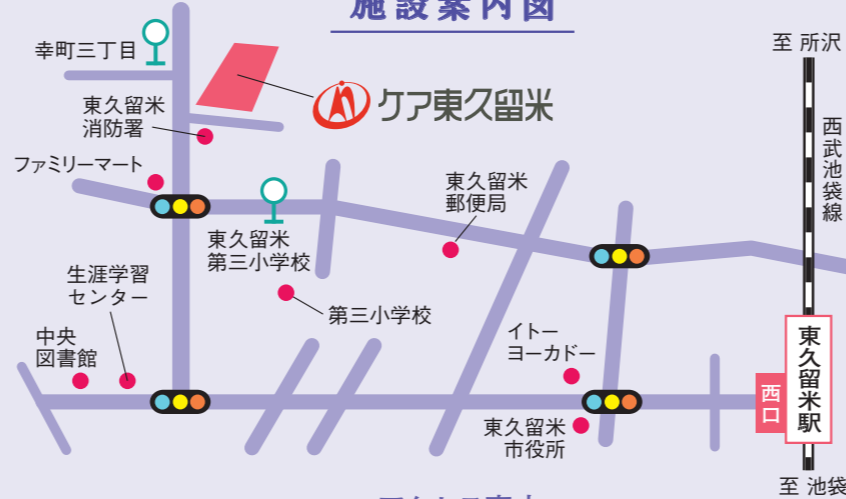 施設案内図
幸町三丁目
至 所沢
東久留米
消防署
ケア東久留米
西武池袋線
ファミリーマート
東久留米
郵便局
東久留米
第三小学校
生涯学習
センター
第三小学校
イトー
ヨーカドー
中央
図書館
東久留米駅
西口
東久留米
市役所
至 池袋